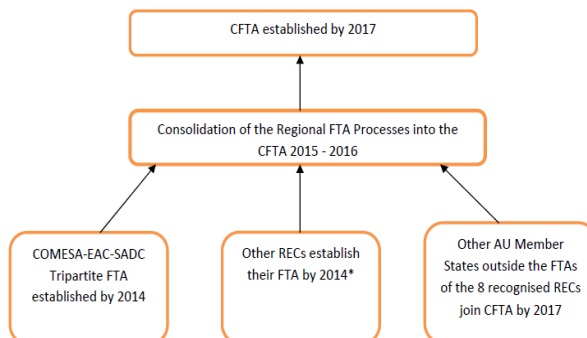 CFTA established by 2017
Consolidation of the Regional FTA Processes into the
CFTA 2015 - 2016
COMESA-EAC-SADC
Tripartite FTA
established by 2014
Other RECs establish
their FTA by 2014*
Other AU Member
States outside the FTAs
of the 8 recognised RECs
join CFTA by 2017